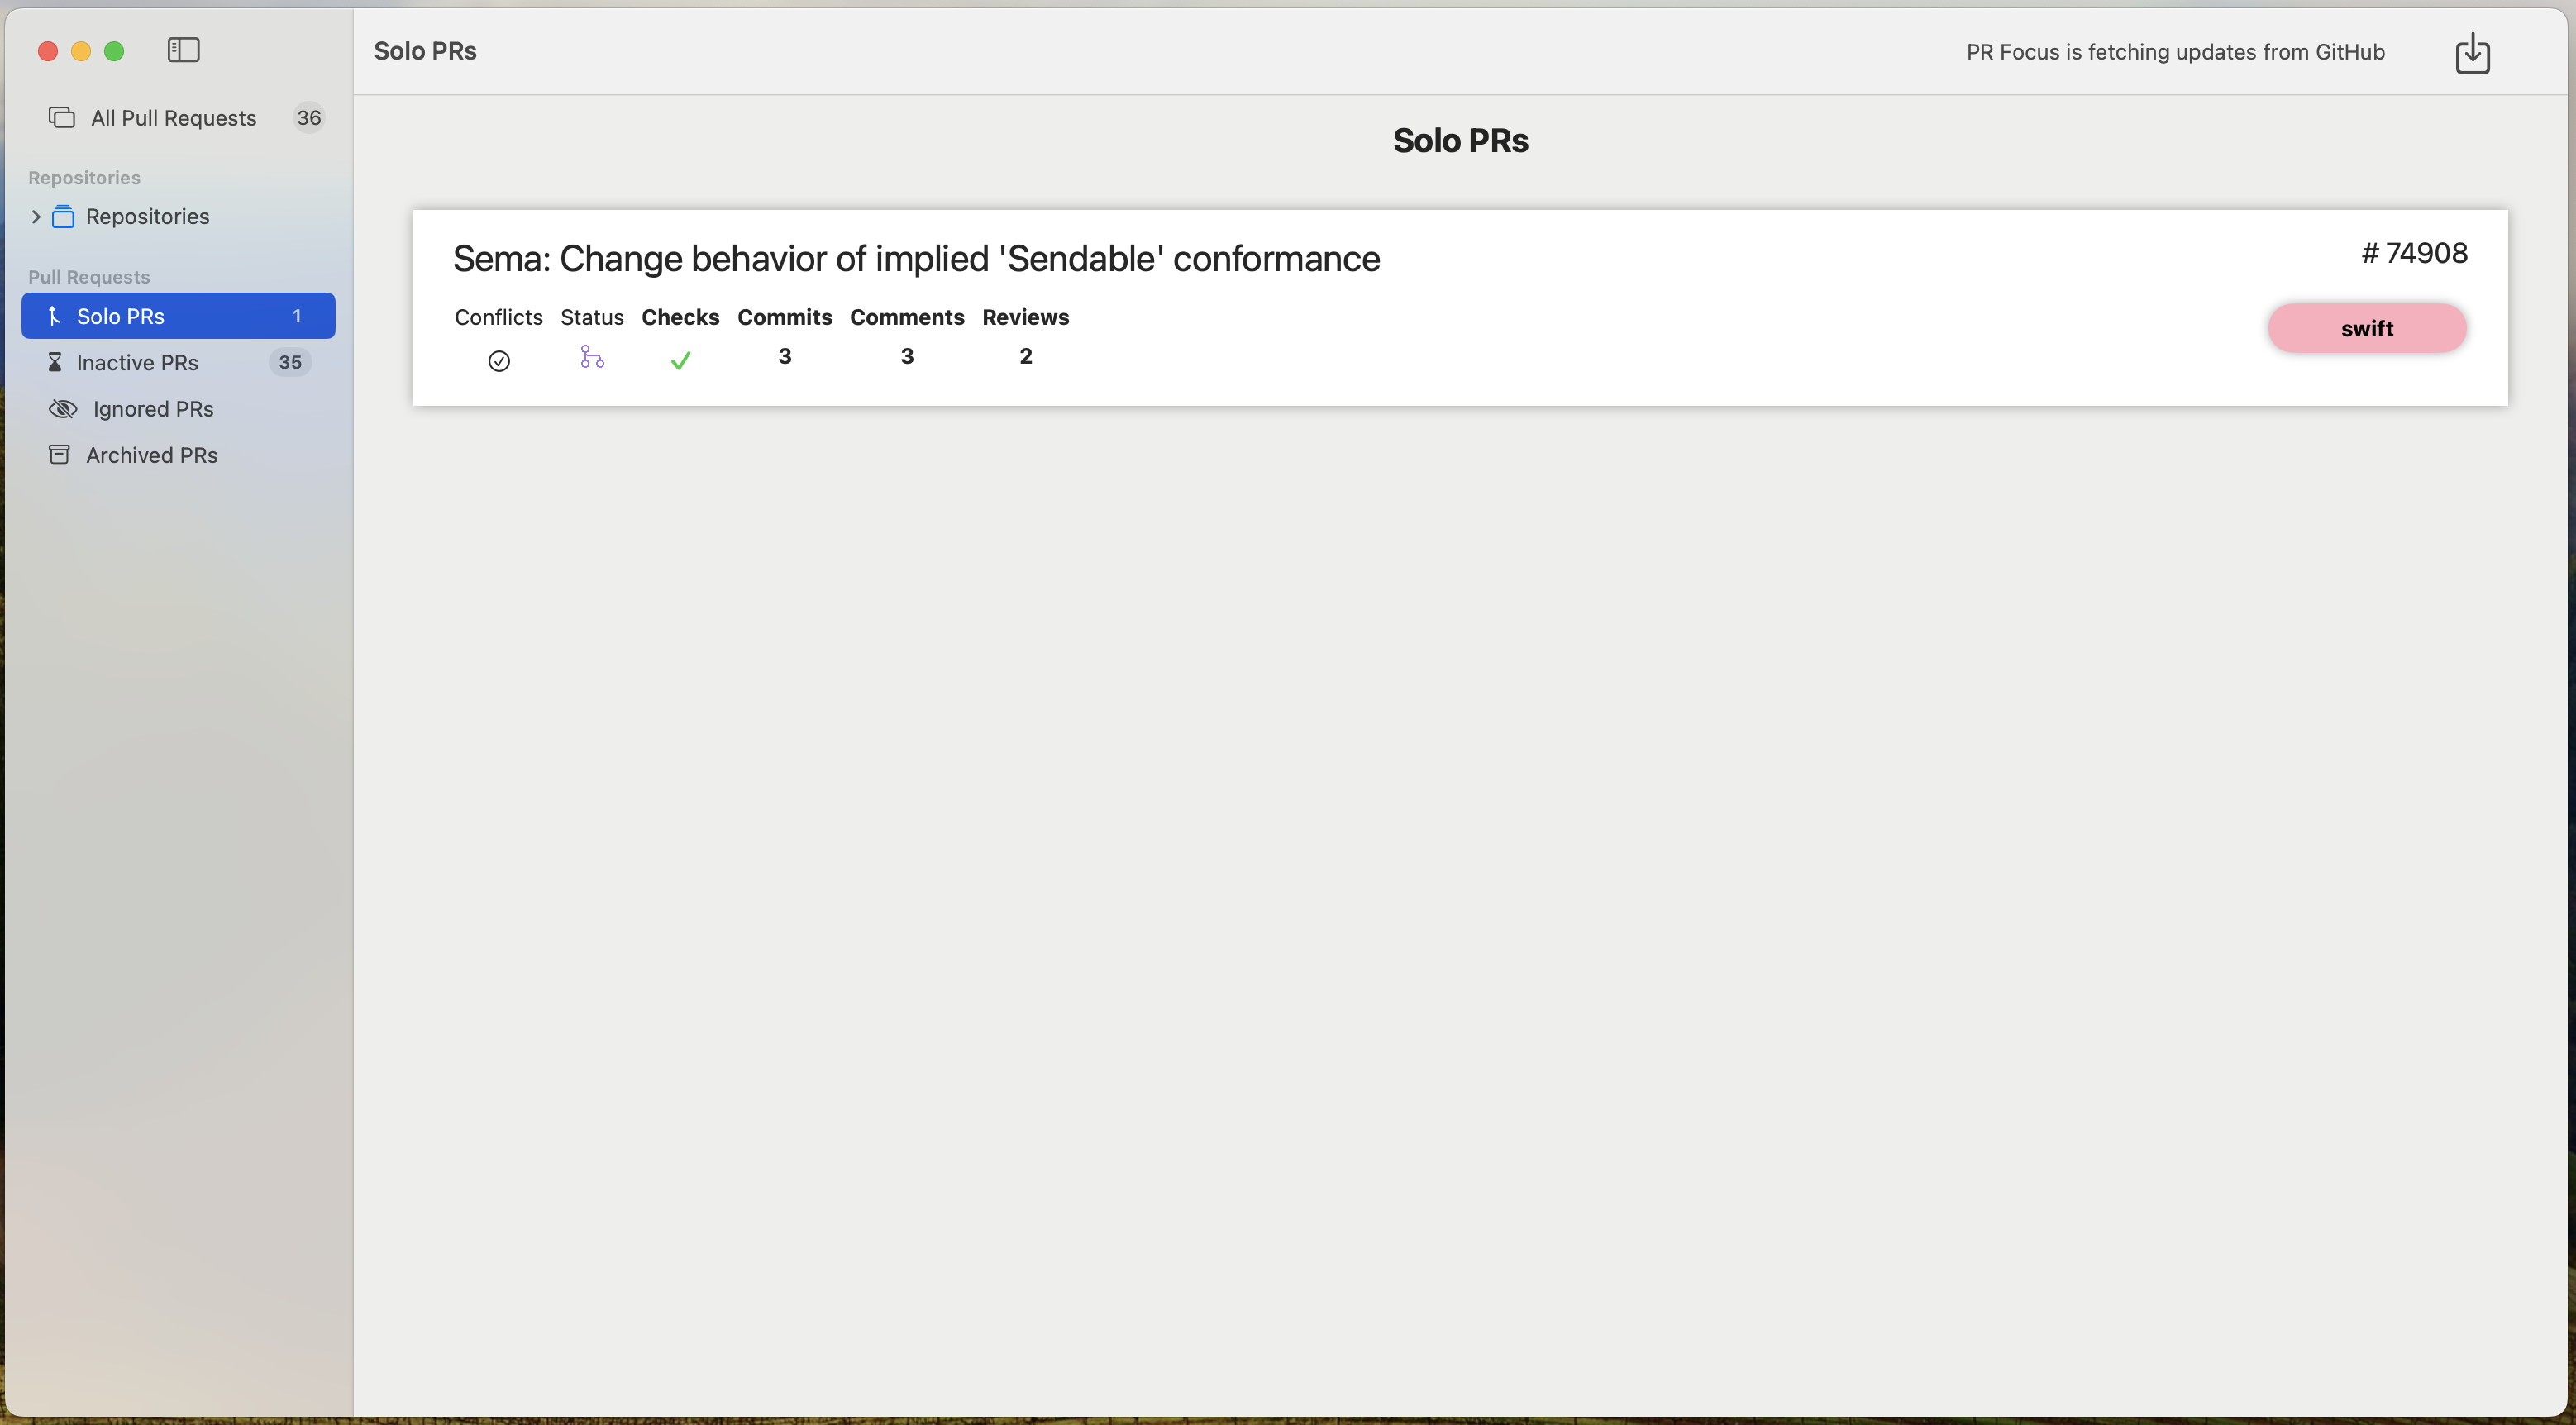 Solo PRs
PR Focus is fetching updates from GitHub
All Pull Requests 36
Repositories
Repositories
Pull Requests
Solo PRs 1
Inactive PRs 35
Ignored PRs
Archived PRs
Solo PRs
Sema: Change behavior of implied 'Sendable' conformance
# 74908
Conflicts Status Checks Commits Comments Reviews
3 3 2
swift